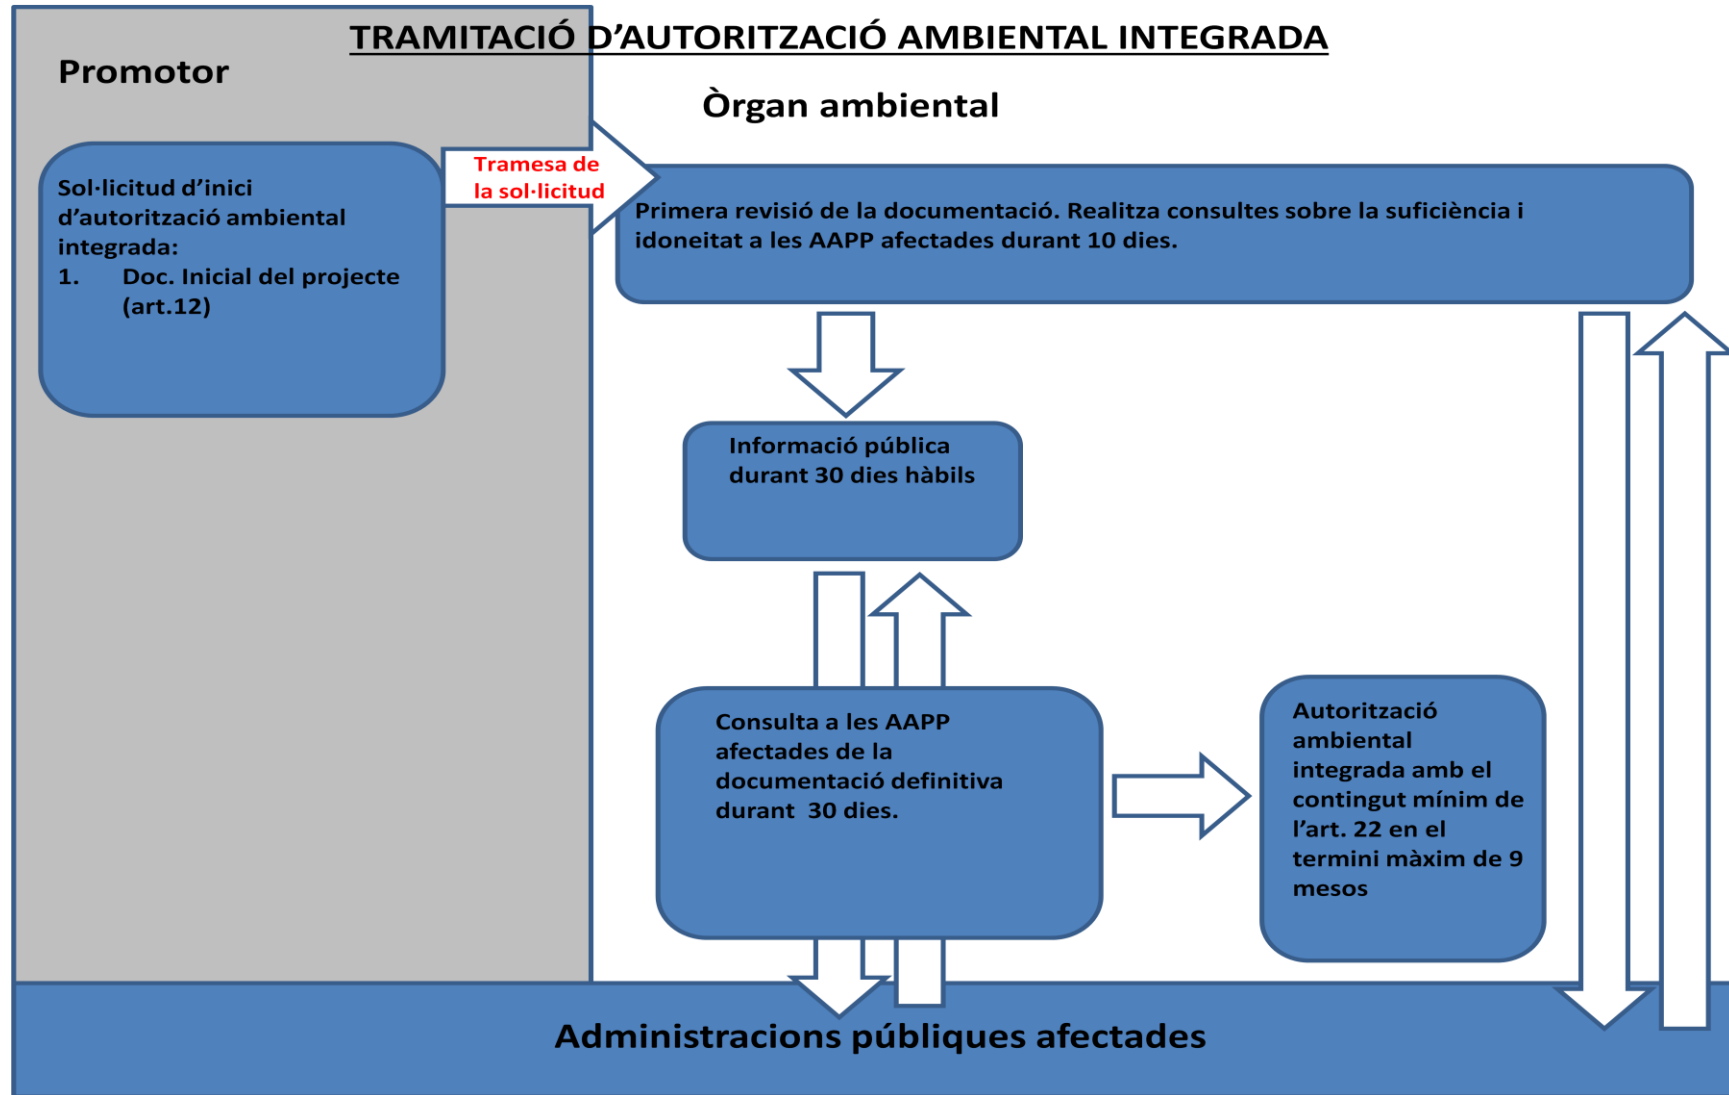 TRAMITACIÓ D’AUTORITZACIÓ AMBIENTAL INTEGRADA
Promotor
Òrgan ambiental
Sol·licitud d’inici
d’autorització ambiental
integrada:
1. Doc. Inicial del projecte
(art.12)
Tramesa de
la sol·licitud
Primera revisió de la documentació. Realitza consultes sobre la suficiència i
idoneitat a les AAPP afectades durant 10 dies.
Informació pública
durant 30 dies hàbils
Consulta a les AAPP
afectades de la
documentació definitiva
durant  30 dies.
Autorització
ambiental
integrada amb el
contingut mínim de
l’art. 22 en el
termini màxim de 9
mesos
Administracions públiques afectades